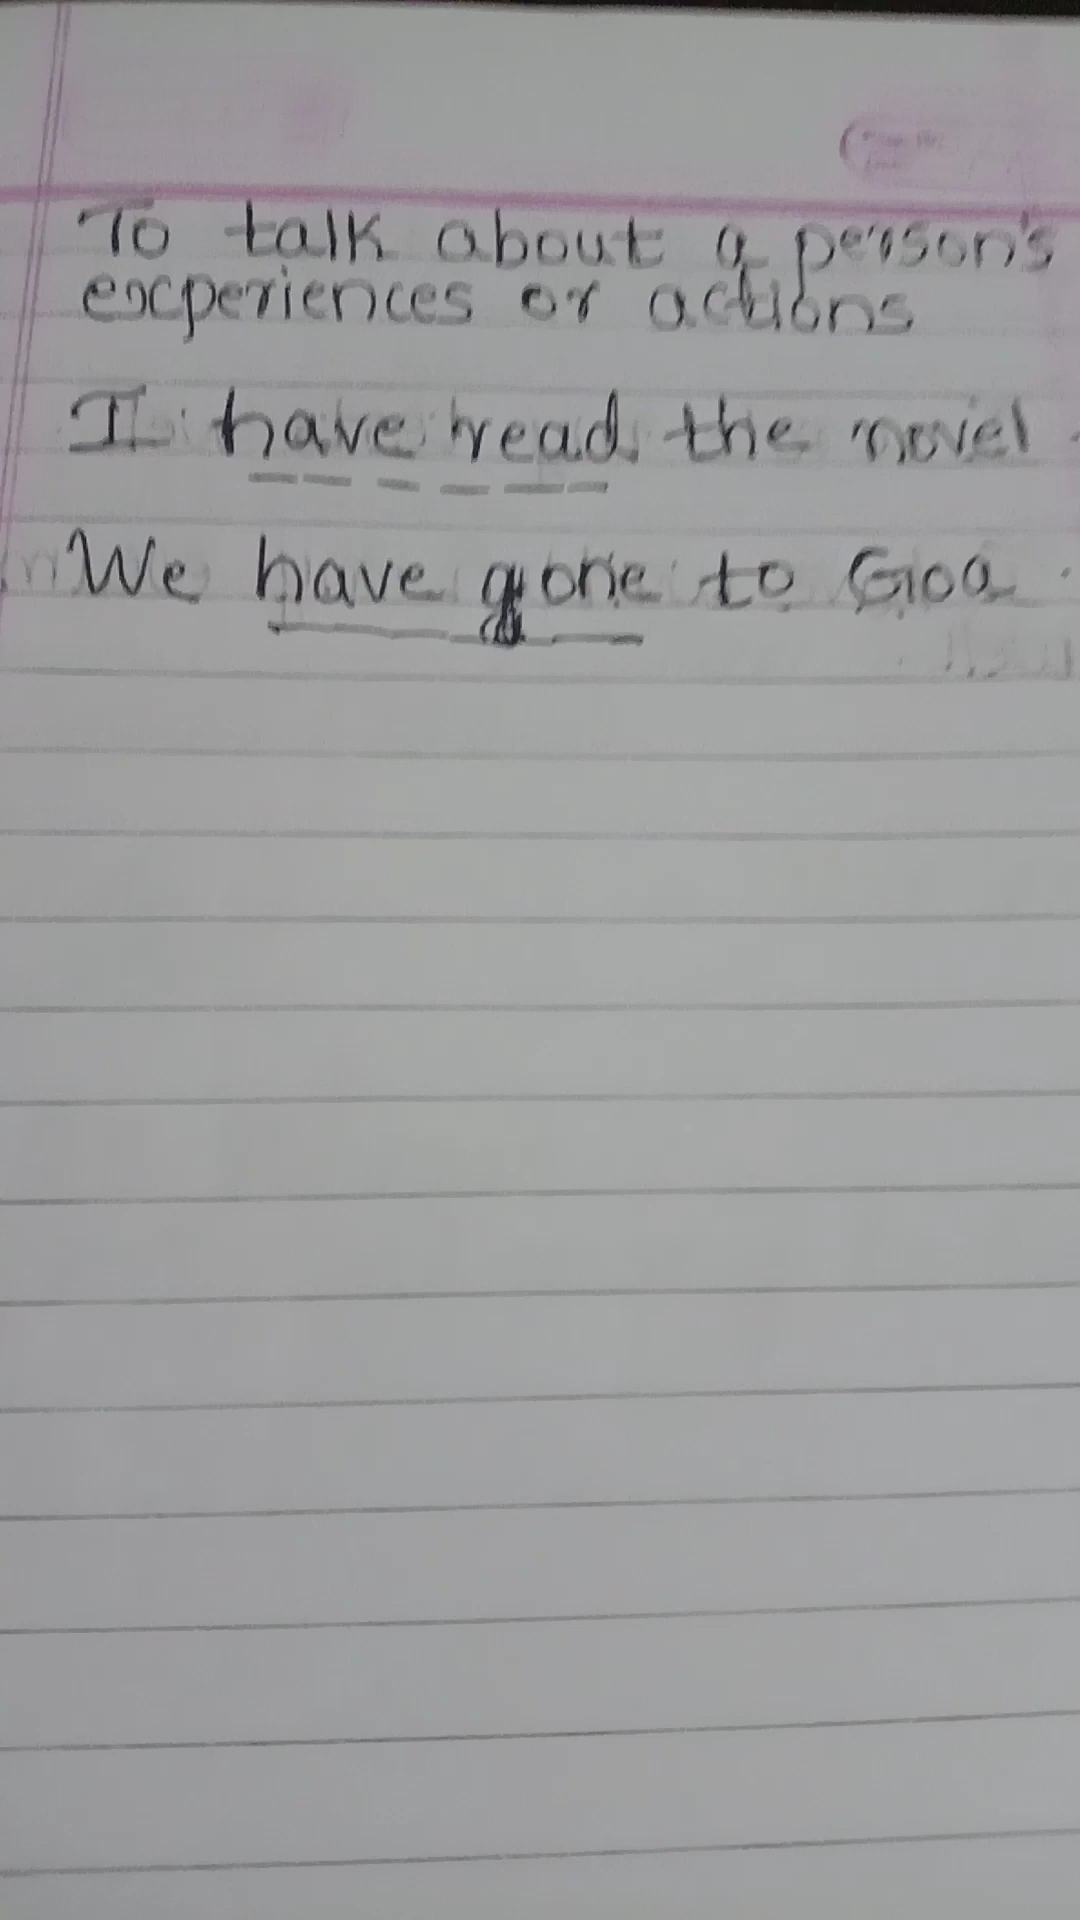 To talk about a person's
experiences or actions
I have read the novel.
We have gone to Goa.